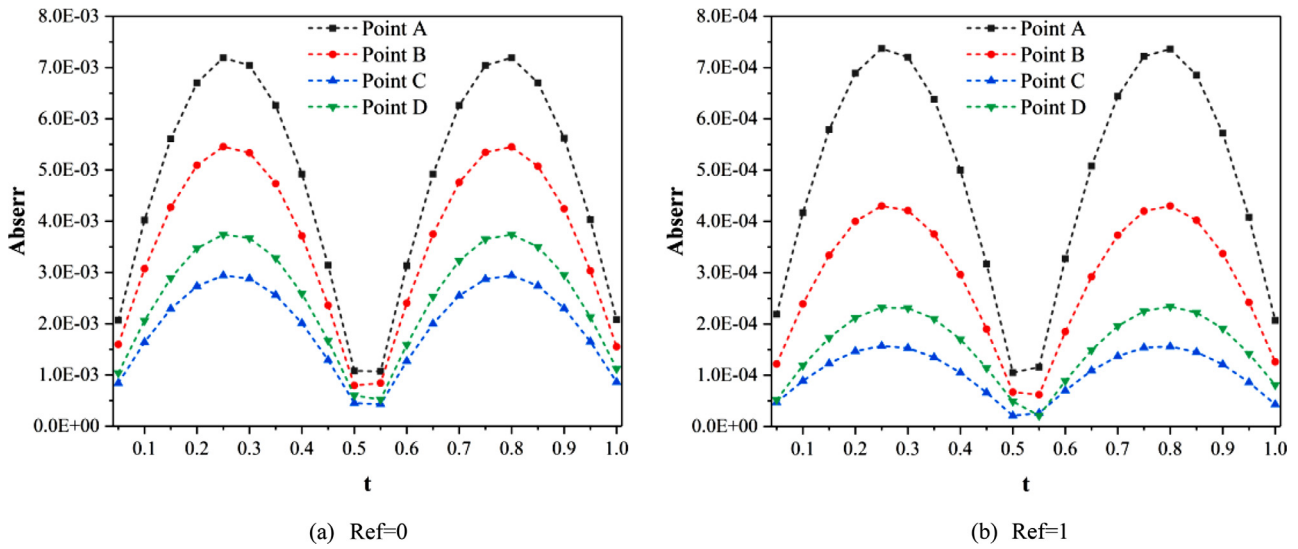 8.0E-03
7.0E-03
6.0E-03
5.0E-03
4.0E-03
3.0E-03
2.0E-03
1.0E-03
0.0E+00
Abserr
Point A
Point B
Point C
Point D
0.1 0.2 0.3 0.4 0.5 0.6 0.7 0.8 0.9 1.0
t
(a) Ref=0
8.0E-04
7.0E-04
6.0E-04
5.0E-04
4.0E-04
3.0E-04
2.0E-04
1.0E-04
0.0E+00
Abserr
Point A
Point B
Point C
Point D
0.1 0.2 0.3 0.4 0.5 0.6 0.7 0.8 0.9 1.0
t
(b) Ref=1